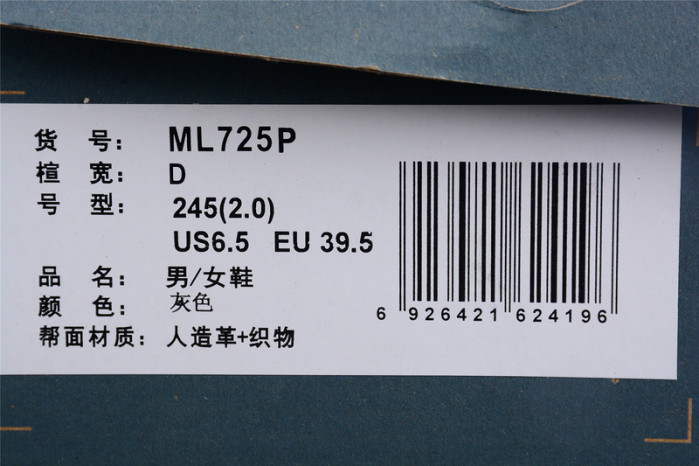 货 号: ML725P
楦 宽: D
号 型: 245(2.0)
US6.5 EU 39.5
品 名: 男/女鞋
颜 色: 灰色
帮面材质: 人造革+织物
6 926421 624196